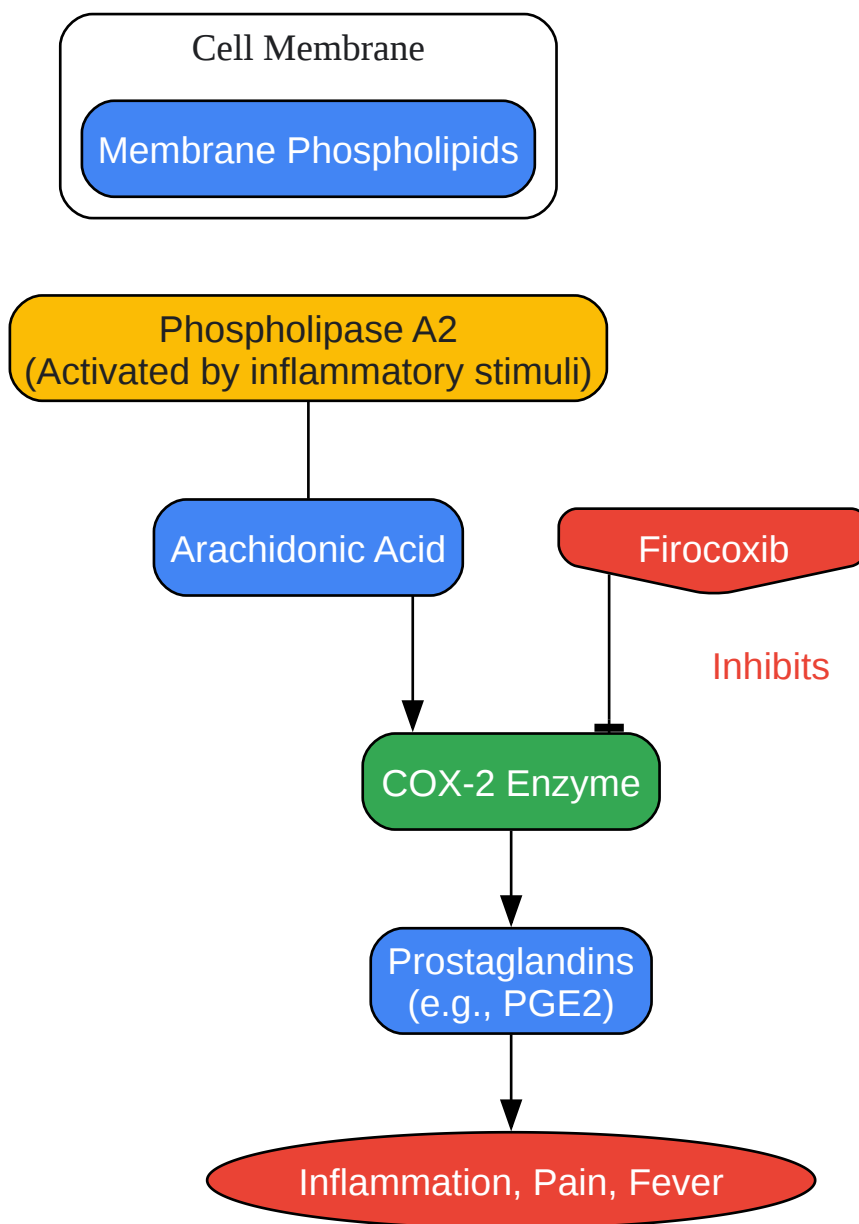 Cell Membrane
Membrane Phospholipids
Phospholipase A2
(Activated by inflammatory stimuli)
Arachidonic Acid
Firocoxib
Inhibits
COX-2 Enzyme
Prostaglandins
(e.g., PGE2)
Inflammation, Pain, Fever